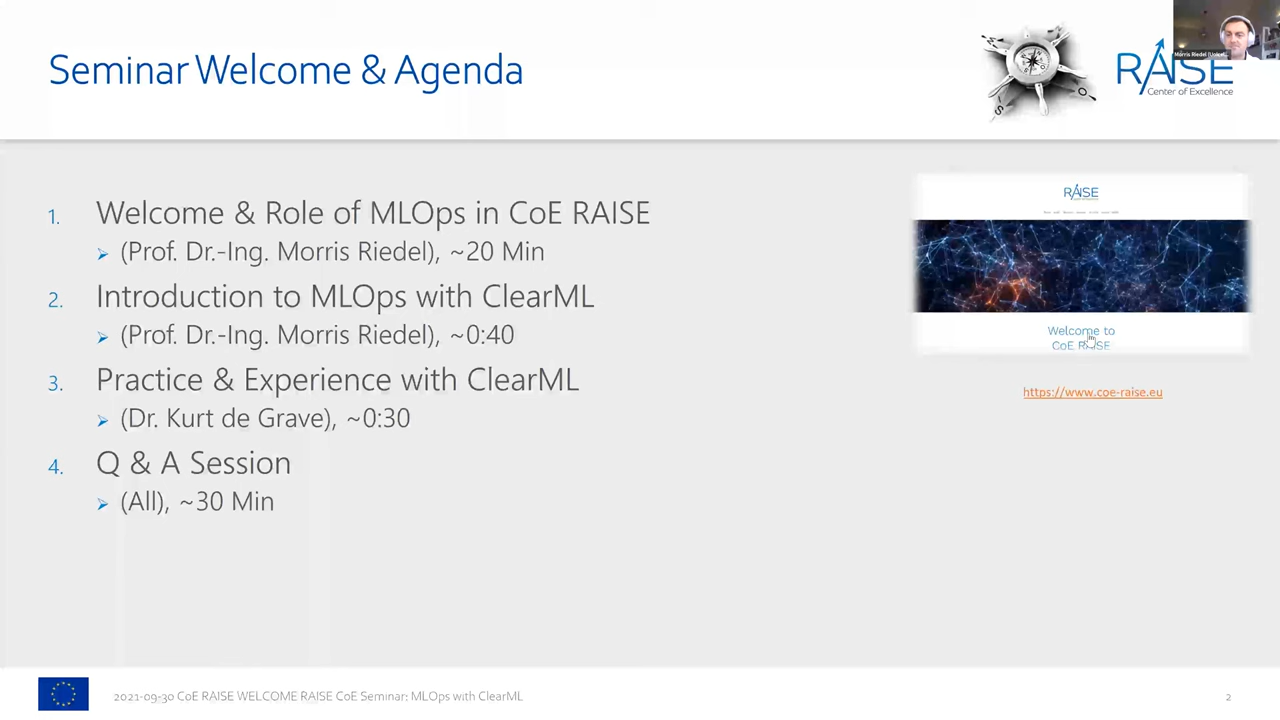 Seminar Welcome & Agenda
RAISE
Center of Excellence
1. Welcome & Role of MLOps in CoE RAISE
(Prof. Dr.-Ing. Morris Riedel), ~20 Min
2. Introduction to MLOps with ClearML
(Prof. Dr.-Ing. Morris Riedel), ~0:40
3. Practice & Experience with ClearML
(Dr. Kurt de Grave), ~0:30
4. Q & A Session
(All), ~30 Min
RAISE
Welcome to
CoE RAISE
https://www.coe-raise.eu
2021-09-30 CoE RAISE WELCOME RAISE CoE Seminar: MLOps with ClearML
2